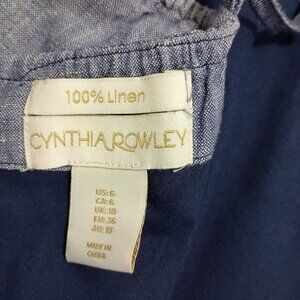 100% Linen
CYNTHIA ROWLEY
US: 6
CA: 6
UK: 10
EU: 36
AU: 10
MADE IN
CHINA